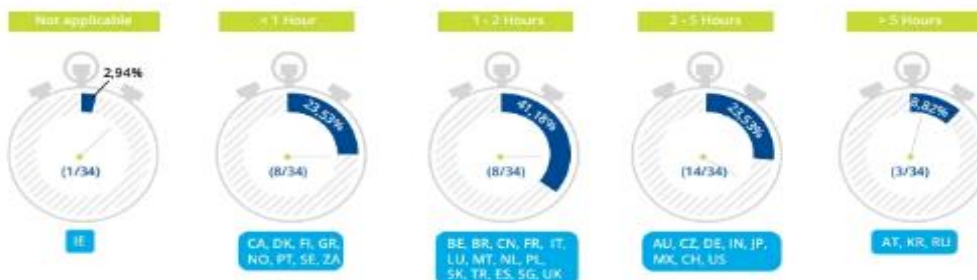 Not applicable
< 1 Hour
1 - 2 Hours
2 - 5 Hours
> 5 Hours
2,94%
23,53%
41,18%
23,53%
8,82%
(1/34)
(8/34)
(8/34)
(14/34)
(3/34)
IE
CA, DK, FI, GR,
NO, PT, SE, ZA
BE, BR, CN, FR, IT,
LU, MT, NL, PL,
SK, TR, ES, SG, UK
AU, CZ, DE, IN, JP,
MX, CH, US
AT, KR, RU